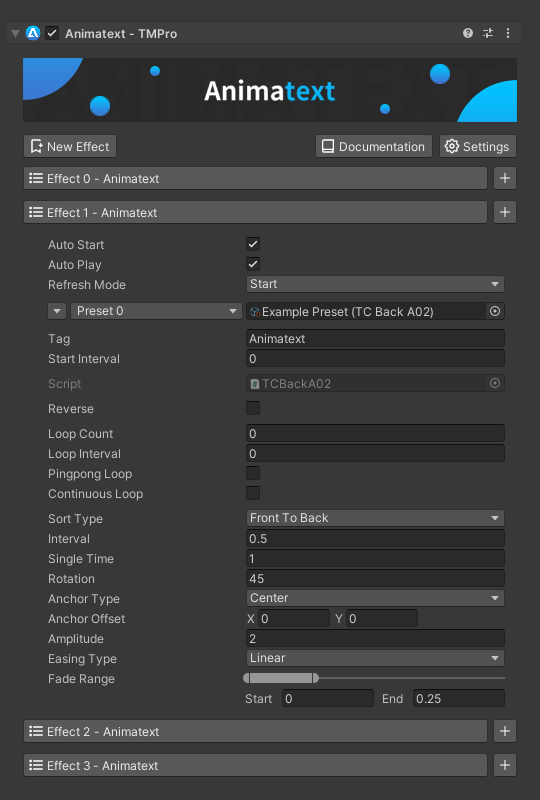 Animatext - TMPro
Animatext
New Effect Documentation Settings
Effect 0 - Animatext
Effect 1 - Animatext
Auto Start
Auto Play
Refresh Mode Start
Preset 0 Example Preset (TC Back A02)
Tag Animatext
Start Interval 0
Script TCBackA02
Reverse
Loop Count 0
Loop Interval 0
Pingpong Loop
Continuous Loop
Sort Type Front To Back
Interval 0.5
Single Time 1
Rotation 45
Anchor Type Center
Anchor Offset X 0 Y 0
Amplitude 2
Easing Type Linear
Fade Range
Start 0 End 0.25
Effect 2 - Animatext
Effect 3 - Animatext